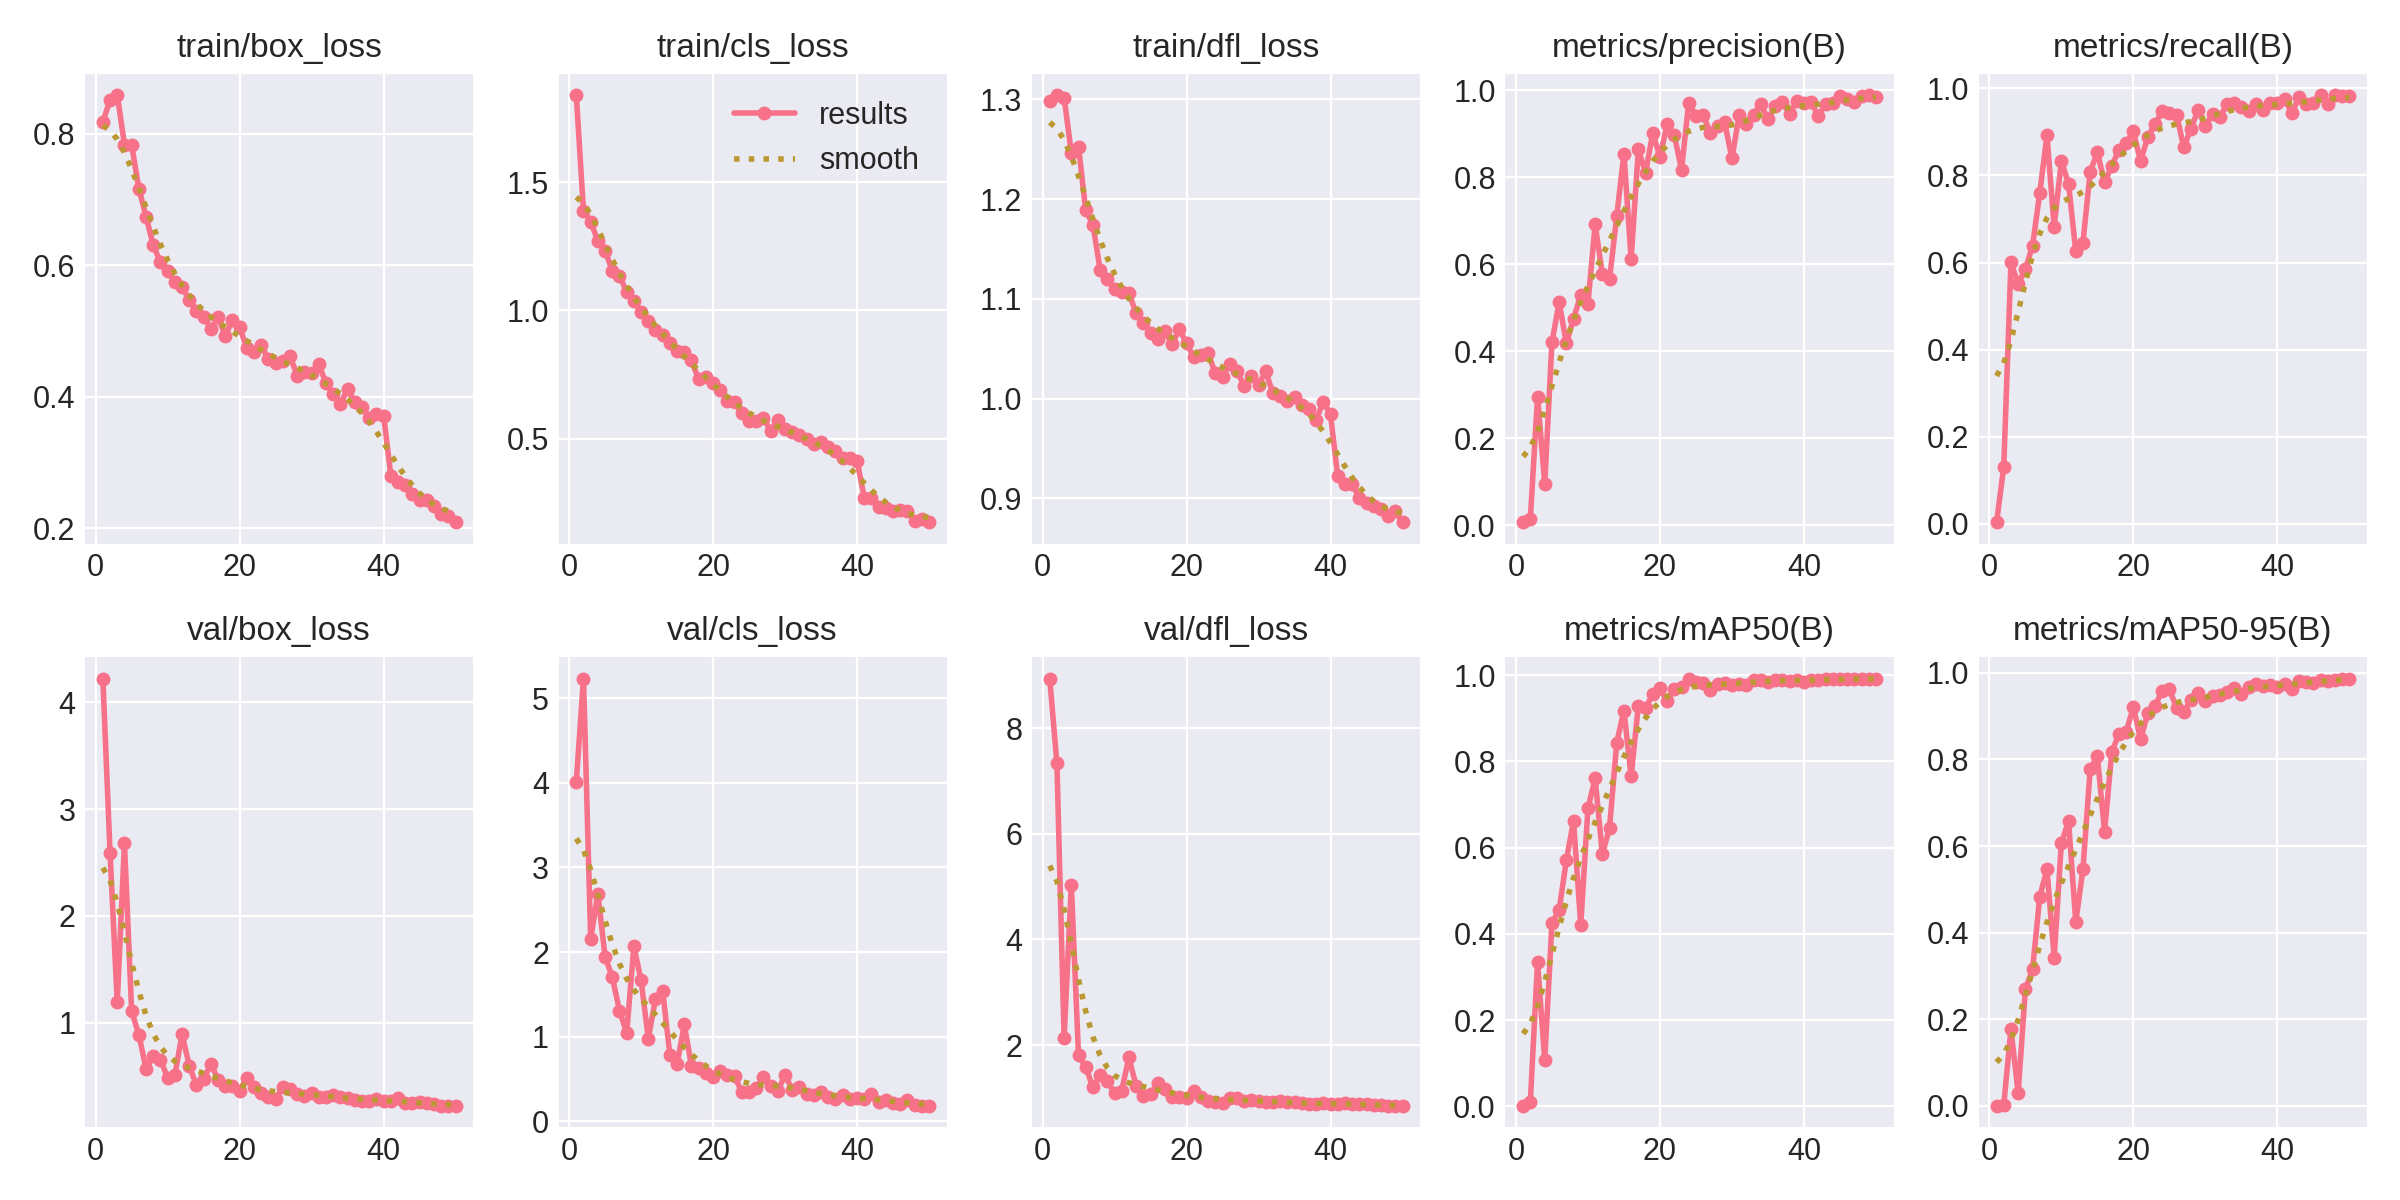 train/box_loss
0.8
0.6
0.4
0.2
0 20 40
train/cls_loss
results
smooth
1.5
1.0
0.5
0 20 40
train/dfl_loss
1.3
1.2
1.1
1.0
0.9
0 20 40
metrics/precision(B)
1.0
0.8
0.6
0.4
0.2
0.0
0 20 40
metrics/recall(B)
1.0
0.8
0.6
0.4
0.2
0.0
0 20 40
val/box_loss
4
3
2
1
0 20 40
val/cls_loss
5
4
3
2
1
0
0 20 40
val/dfl_loss
8
6
4
2
0 20 40
metrics/mAP50(B)
1.0
0.8
0.6
0.4
0.2
0.0
0 20 40
metrics/mAP50-95(B)
1.0
0.8
0.6
0.4
0.2
0.0
0 20 40